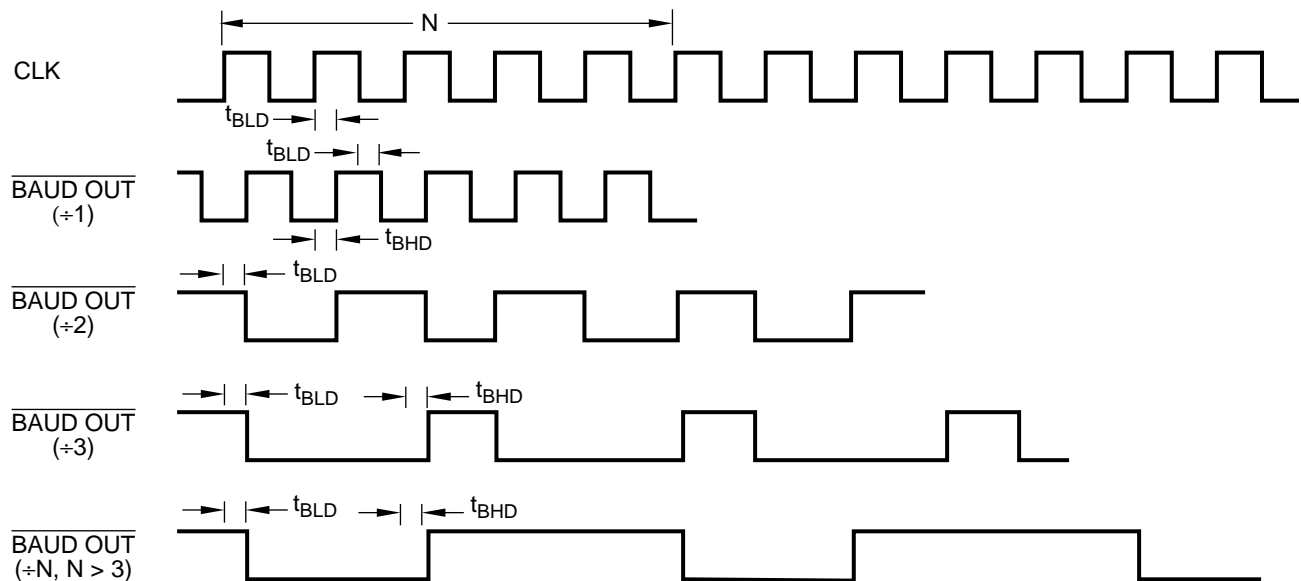 N
CLK
tBLD
tBLD
BAUD OUT
(÷1)
tBHD
tBLD
BAUD OUT
(÷2)
tBLD
tBHD
BAUD OUT
(÷3)
tBLD
tBHD
BAUD OUT
(÷N, N > 3)